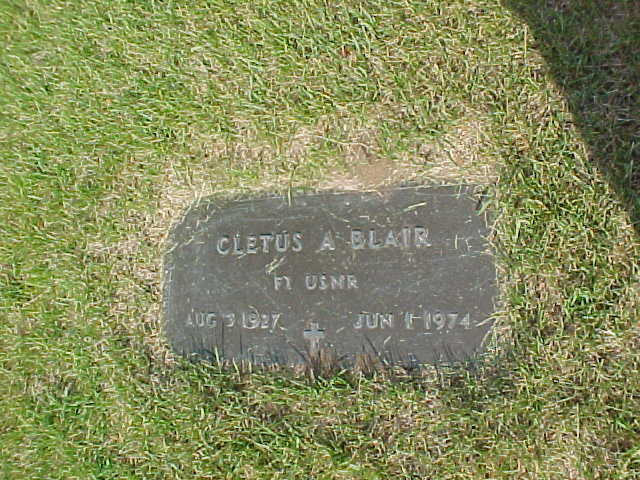 CLETUS A BLAIR
F1 USNR
AUG 3 1927 JUN 1 1974